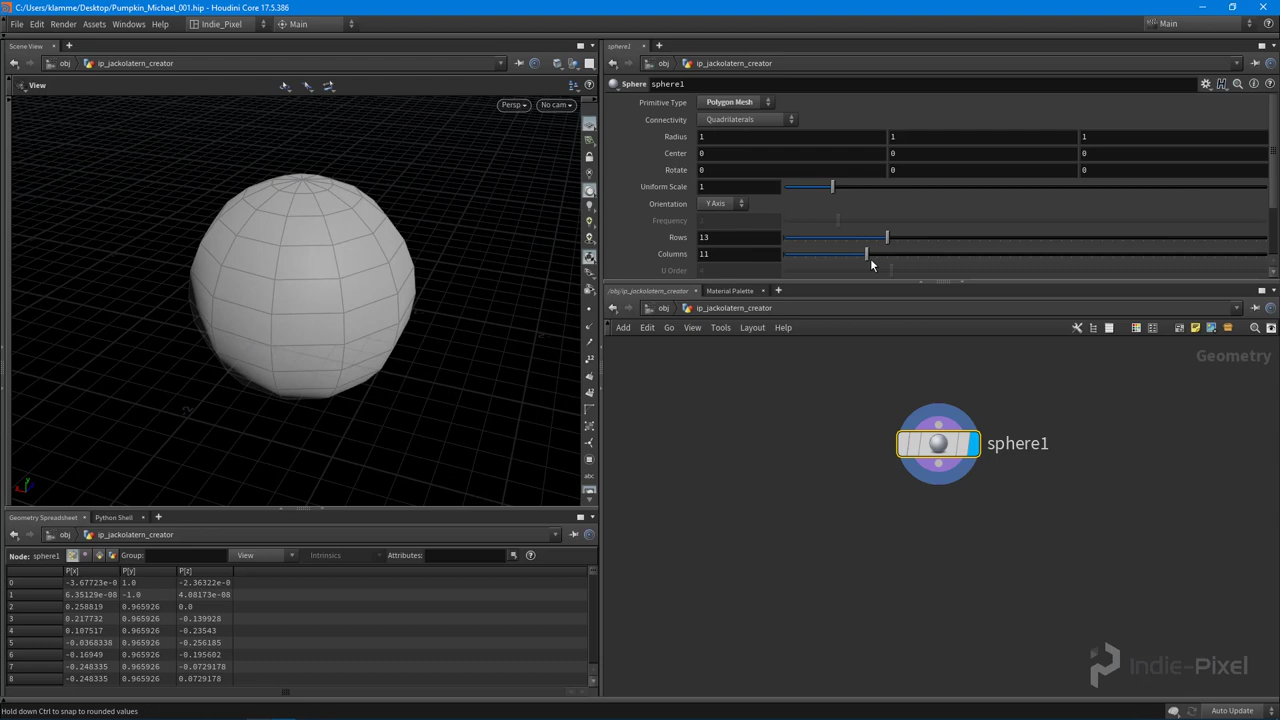 C:/Users/klamme/Desktop/Pumpkin_Michael_001.hip - Houdini Core 17.5.386
File Edit Render Assets Windows Help Indie_Pixel Main Main
Scene View
obj ip_jackolatern_creator
View
Persp No cam
abc
Geometry Spreadsheet Python Shell
obj ip_jackolatern_creator
Node: sphere1 Group: View Intrinsics Attributes:
P[x] P[y] P[z]
0 -3.67723e-0 1.0 -2.36322e-0
1 6.35129e-08 -1.0 4.08173e-08
2 0.258819 0.965926 0.0
3 0.217732 0.965926 -0.139928
4 0.107517 0.965926 -0.23543
5 -0.0368338 0.965926 -0.256185
6 -0.16949 0.965926 -0.195602
7 -0.248335 0.965926 -0.0729178
8 -0.248335 0.965926 0.0729178
sphere1
obj ip_jackolatern_creator
Sphere sphere1
Primitive Type Polygon Mesh
Connectivity Quadrilaterals
Radius 1 1 1
Center 0 0 0
Rotate 0 0 0
Uniform Scale 1
Orientation Y Axis
Frequency
Rows 13
Columns 11
U Order 4
/obj/ip_jackolatern_creator Material Palette
obj ip_jackolatern_creator
Add Edit Go View Tools Layout Help
Geometry
sphere1
Indie-Pixel
Hold down Ctrl to snap to rounded values
Auto Update